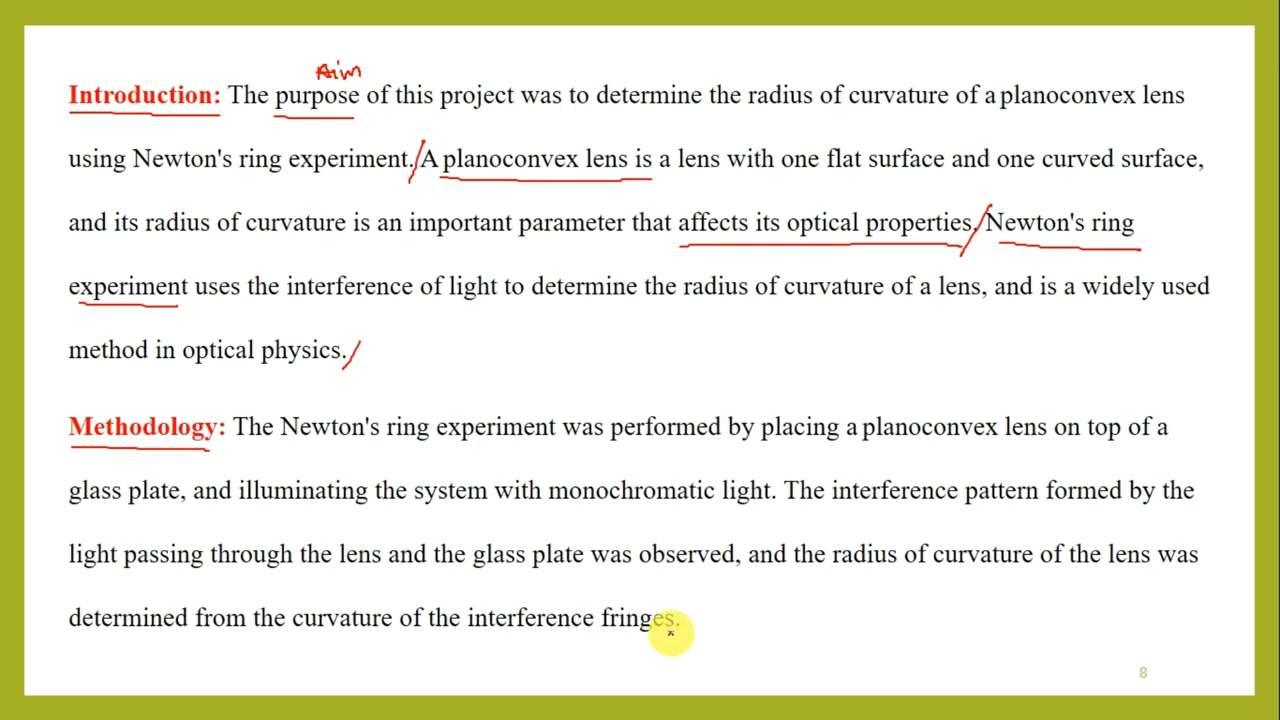 Aim
Introduction: The purpose of this project was to determine the radius of curvature of a planoconvex lens
using Newton's ring experiment. A planoconvex lens is a lens with one flat surface and one curved surface,
and its radius of curvature is an important parameter that affects its optical properties. Newton's ring
experiment uses the interference of light to determine the radius of curvature of a lens, and is a widely used
method in optical physics.
Methodology: The Newton's ring experiment was performed by placing a planoconvex lens on top of a
glass plate, and illuminating the system with monochromatic light. The interference pattern formed by the
light passing through the lens and the glass plate was observed, and the radius of curvature of the lens was
determined from the curvature of the interference fringes.
8